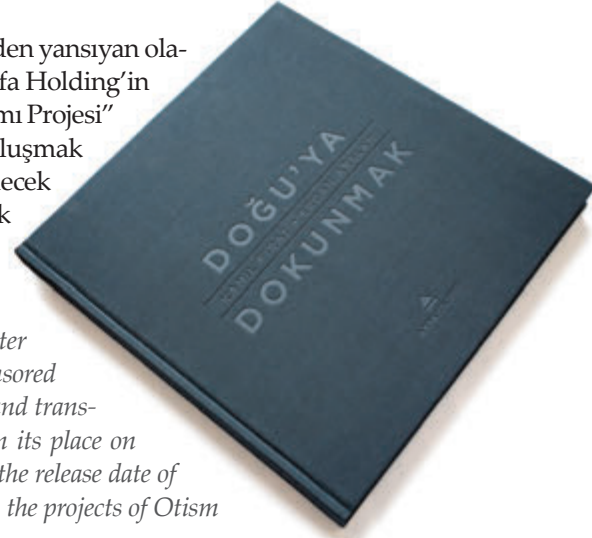 den yansıyan ola-
fa Holding’in
mı Projesi”
luşmak
ecek
k
DOĞU’YA
DOKUNMAK
ter
sored
nd trans-
n its place on
the release date of
the projects of Otism